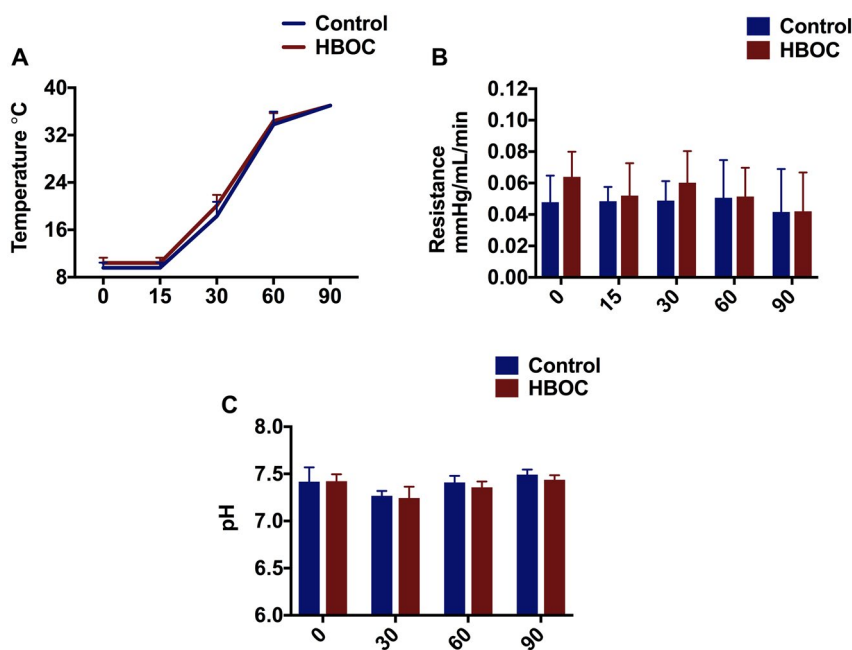 Control
HBOC
A
Temperature °C
40
32
24
16
8
0 15 30 60 90
Control
HBOC
B
Resistance
mmHg/mL/min
0.12
0.10
0.08
0.06
0.04
0.02
0.00
0 15 30 60 90
Control
HBOC
C
pH
8.0
7.5
7.0
6.5
6.0
0 30 60 90